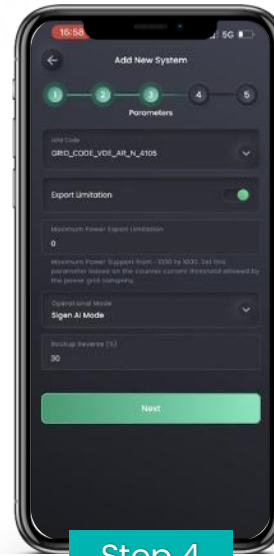 16:58
5G
Add New System
1
2
3
4
5
Parameters
Grid Code
GRID_CODE_VDE_AR_N_4105
Export Limitation
Maximum Power Export Limitation
0
Maximum Power Support from -1000 to 1000. Set this
parameter based on the counter current threshold allowed by
the power grid company.
Operational Mode
Sigen AI Mode
Backup Reverse (%)
30
Next
Step 4